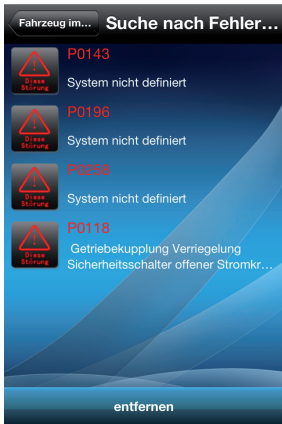 Fahrzeug im... Suche nach Fehler...
P0143
Diese
Störung
System nicht definiert
P0196
Diese
Störung
System nicht definiert
P0256
Diese
Störung
System nicht definiert
P0118
Diese
Störung
Getriebekupplung Verriegelung
Sicherheitsschalter offener Stromkr...
entfernen